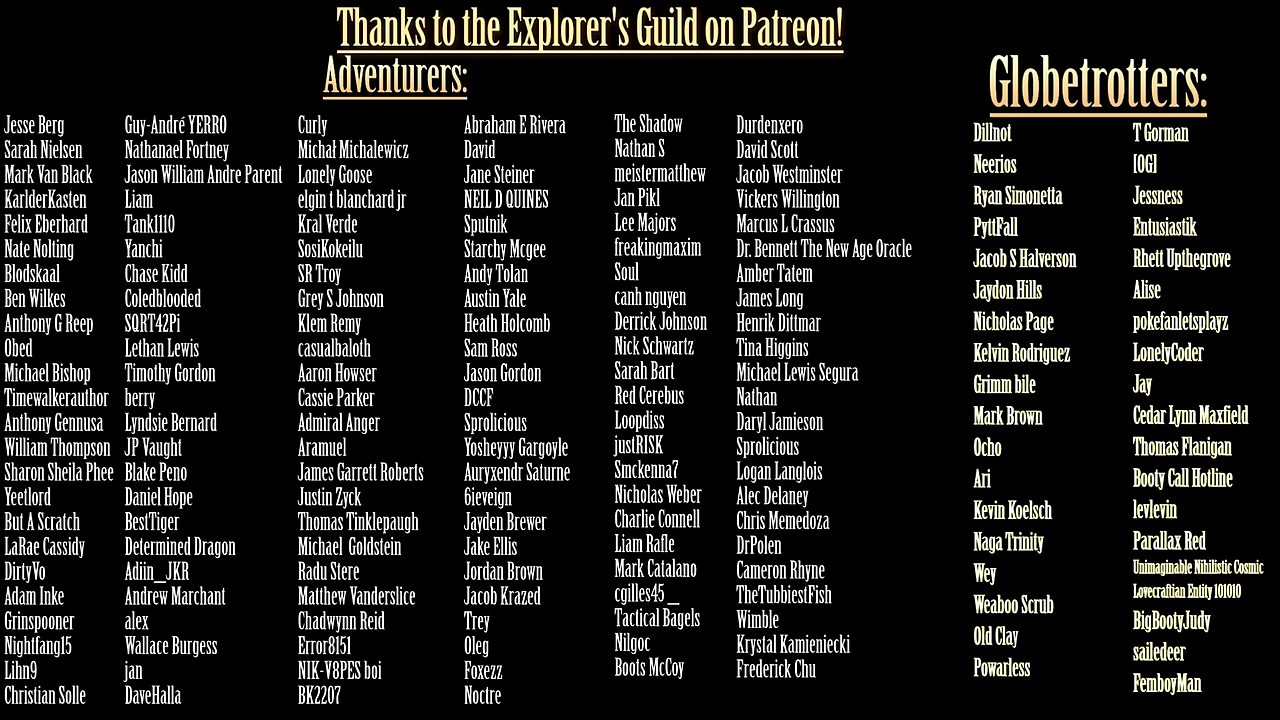 Thanks to the Explorer's Guild on Patreon!
Adventurers:
Jesse Berg
Sarah Nielsen
Mark Van Black
KarlderKasten
Felix Eberhard
Nate Nolting
Blodskaal
Ben Wilkes
Anthony G Reep
Obed
Michael Bishop
Timewalkerauthor
Anthony Gennusa
William Thompson
Sharon Sheila Phee
Yeetlord
But A Scratch
LaRae Cassidy
DirtyVo
Adam Inke
Grinspooner
Nightfang15
Lihn9
Christian Solle
Guy-André YERRO
Nathanael Fortney
Jason William Andre Parent
Liam
Tank1110
Yanchi
Chase Kidd
Coledblooded
SQRT42Pi
Lethan Lewis
Timothy Gordon
berry
Lyndsie Bernard
JP Vaught
Blake Peno
Daniel Hope
BestTiger
Determined Dragon
Adiin_JKR
Andrew Marchant
alex
Wallace Burgess
jan
DaveHalla
Curly
Michał Michalewicz
Lonely Goose
elgin t blanchard jr
Kral Verde
SosiKokeilu
SR Troy
Grey S Johnson
Klem Remy
casualbaloth
Aaron Howser
Cassie Parker
Admiral Anger
Aramuel
James Garrett Roberts
Justin Zyck
Thomas Tinklepaugh
Michael Goldstein
Radu Stere
Matthew Vanderslice
Chadwynn Reid
Error8151
NIK-V8PES boi
BK2207
Abraham E Rivera
David
Jane Steiner
NEIL D QUINES
Sputnik
Starchy Mcgee
Andy Tolan
Austin Yale
Heath Holcomb
Sam Ross
Jason Gordon
DCCF
Sprolicious
Yosheyyy Gargoyle
Auryxendr Saturne
6ieveign
Jayden Brewer
Jake Ellis
Jordan Brown
Jacob Krazed
Trey
Oleg
Foxezz
Noctre
The Shadow
Nathan S
meistermatthew
Jan Pikl
Lee Majors
freakingmaxim
Soul
canh nguyen
Derrick Johnson
Nick Schwartz
Sarah Bart
Red Cerebus
Loopdiss
justRISK
Smckenna7
Nicholas Weber
Charlie Connell
Liam Rafle
Mark Catalano
cgilles45_
Tactical Bagels
Nilgoc
Boots McCoy
Durdenxero
David Scott
Jacob Westminster
Vickers Willington
Marcus L Crassus
Dr. Bennett The New Age Oracle
Amber Tatem
James Long
Henrik Dittmar
Tina Higgins
Michael Lewis Segura
Nathan
Daryl Jamieson
Sprolicious
Logan Langlois
Alec Delaney
Chris Memedoza
DrPolen
Cameron Rhyne
TheTubbiestFish
Wimble
Krystal Kamieniecki
Frederick Chu
Globetrotters:
Dillnot
Neerios
Ryan Simonetta
PyttFall
Jacob S Halverson
Jaydon Hills
Nicholas Page
Kelvin Rodriguez
Grimm bile
Mark Brown
Ocho
Ari
Kevin Koelsch
Naga Trinity
Wey
Weaboo Scrub
Old Clay
Powarless
T Gorman
[OG]
Jessness
Entusiastik
Rhett Upthegrove
Alise
pokefanletsplayz
LonelyCoder
Jay
Cedar Lynn Maxfield
Thomas Flanigan
Booty Call Hotline
levlevin
Parallax Red
Unimaginable Nihilistic Cosmic
Lovecraftian Entity 101010
BigBootyJudy
sailedeer
FemboyMan